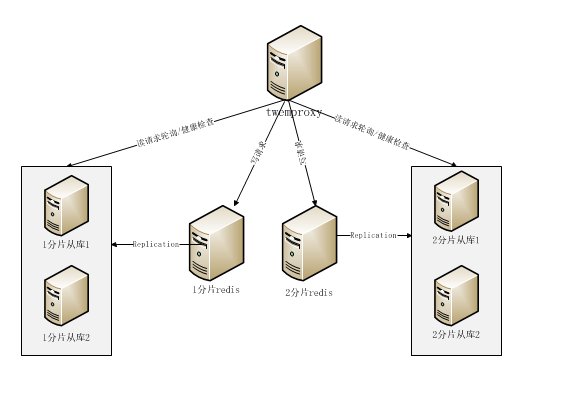 twemproxy
读请求轮询/健康检查
写请求
写请求
读请求轮询/健康检查
1分片从库1
Replication
Replication
2分片从库1
1分片redis
2分片redis
1分片从库2
2分片从库2